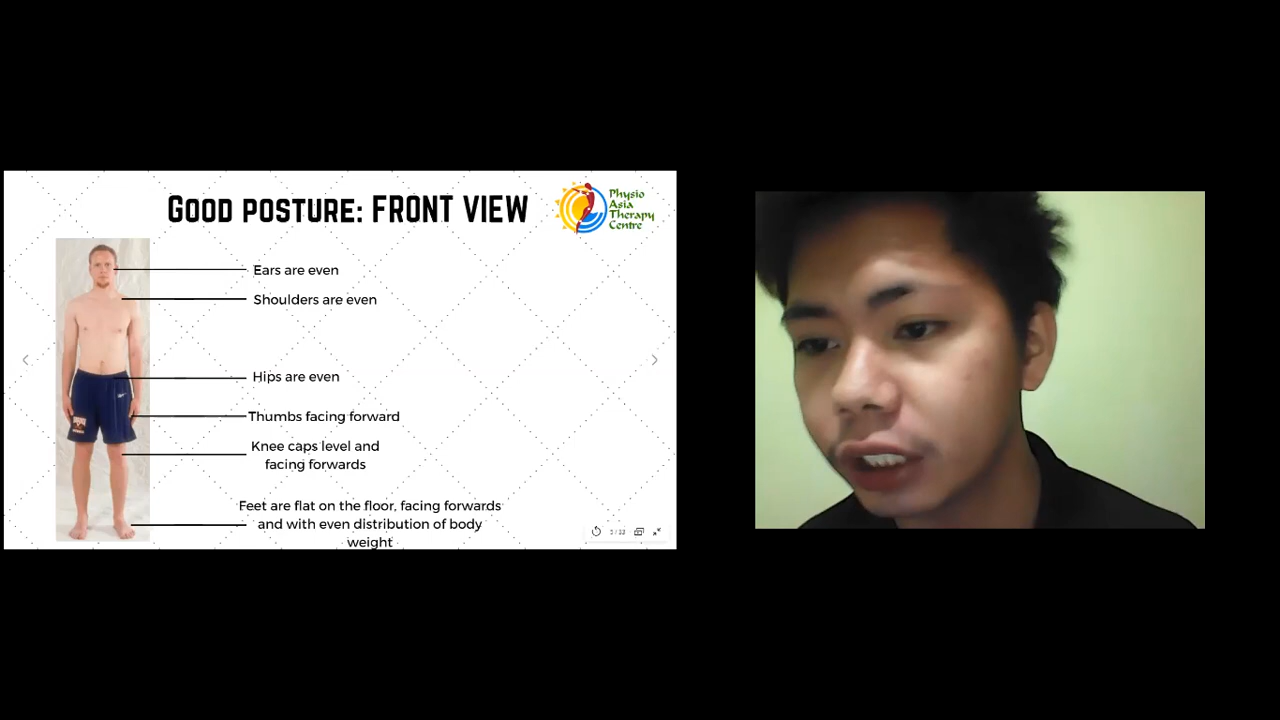 GOOD POSTURE: FRONT VIEW
Physio
Asia
Therapy
Centre
Ears are even
Shoulders are even
Hips are even
Thumbs facing forward
Knee caps level and
facing forwards
Feet are flat on the floor, facing forwards
and with even distribution of body
weight